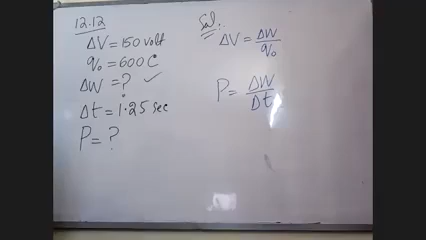 12.12
ΔV = 150 volt
q₀ = 600 C
ΔW = ? ✓
Δt = 1.25 sec
P = ?
Sol:
ΔV = ΔW/q₀
P = ΔW/Δt